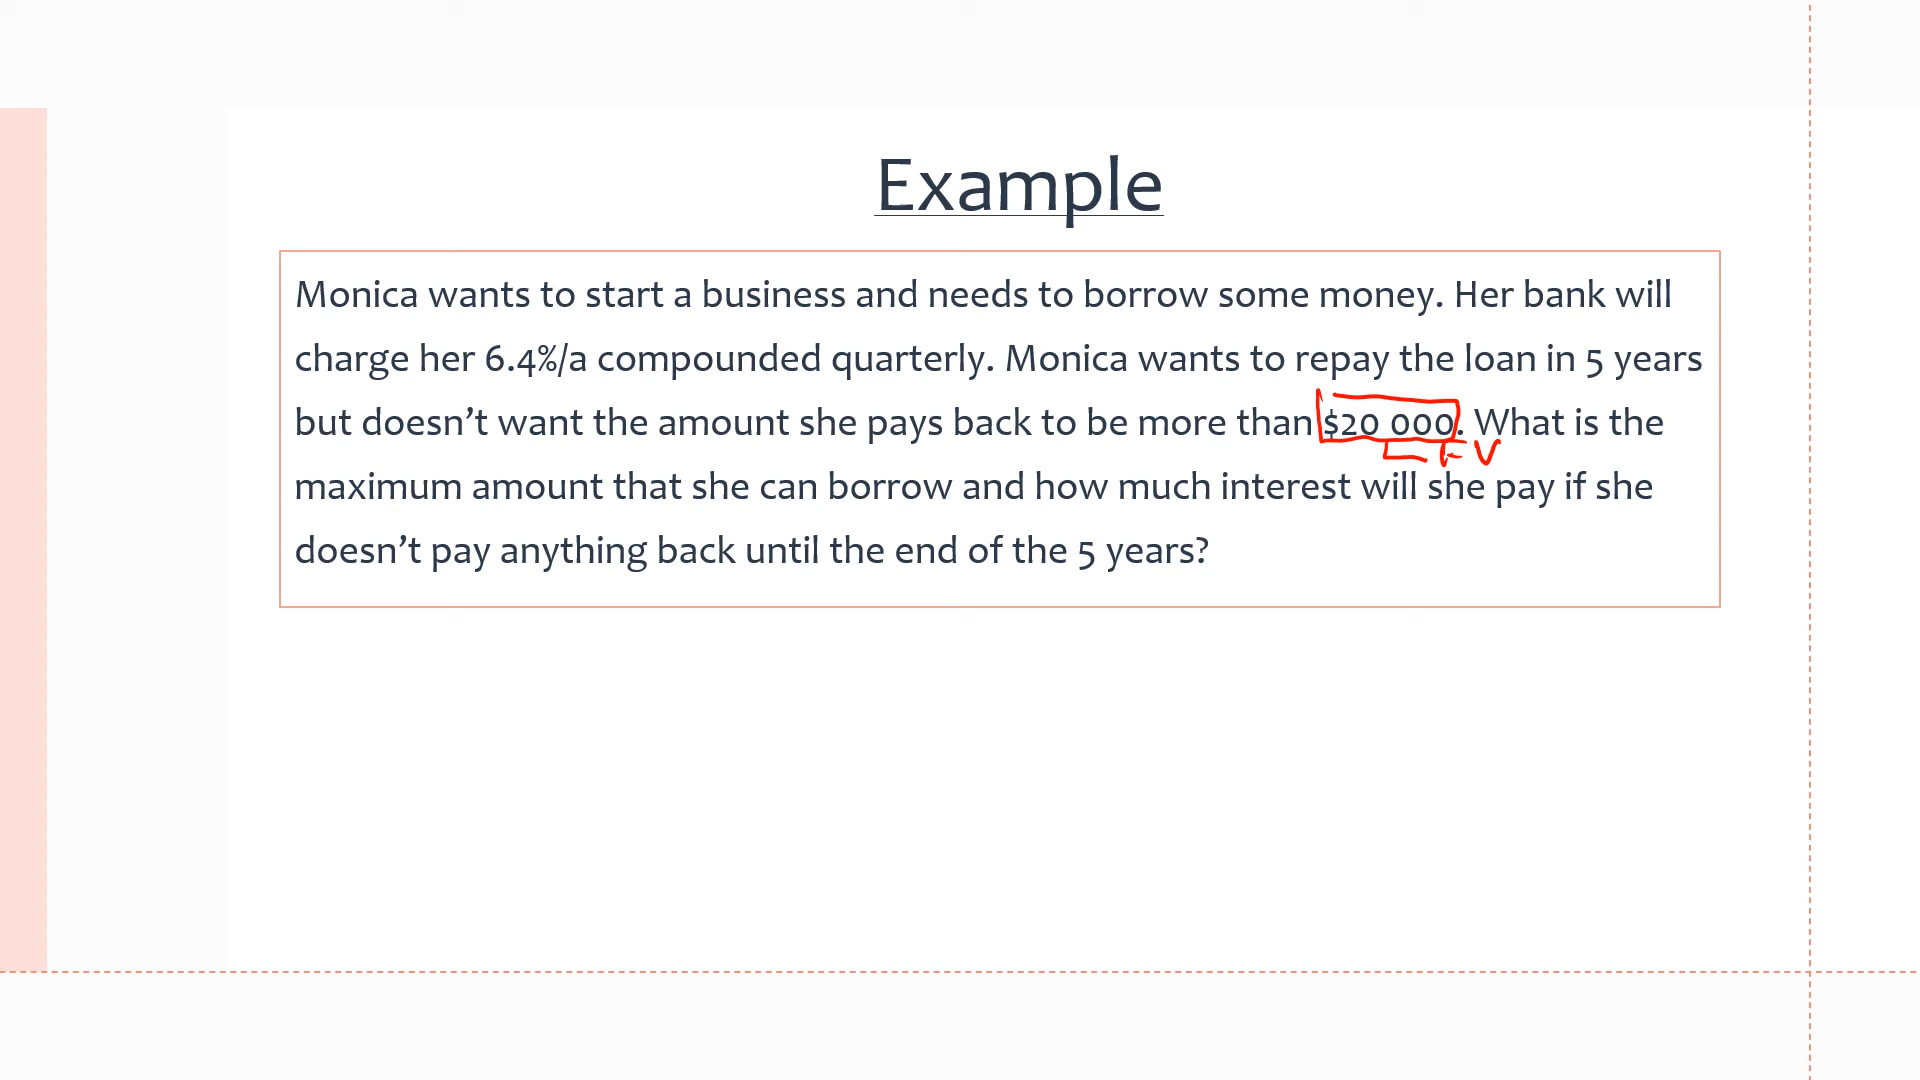 Example
Monica wants to start a business and needs to borrow some money. Her bank will
charge her 6.4%/a compounded quarterly. Monica wants to repay the loan in 5 years
but doesn’t want the amount she pays back to be more than $20 000. What is the
FV
maximum amount that she can borrow and how much interest will she pay if she
doesn’t pay anything back until the end of the 5 years?